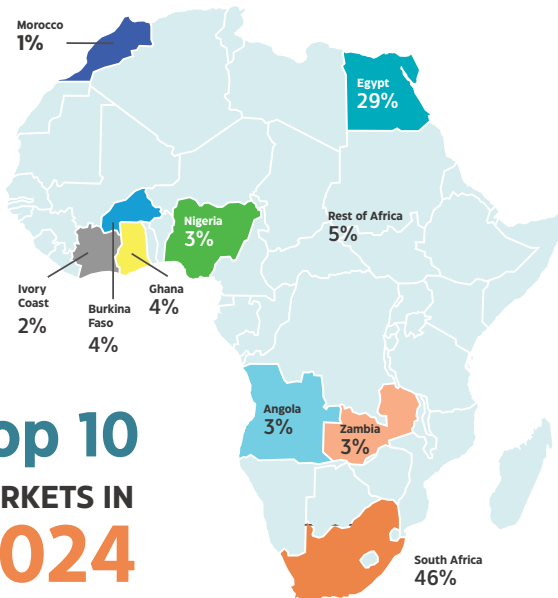 Morocco
1%
Egypt
29%
Nigeria
3%
Rest of Africa
5%
Ivory
Coast
2%
Burkina
Faso
4%
Ghana
4%
Angola
3%
Zambia
3%
op 10
RKETS IN
024
South Africa
46%